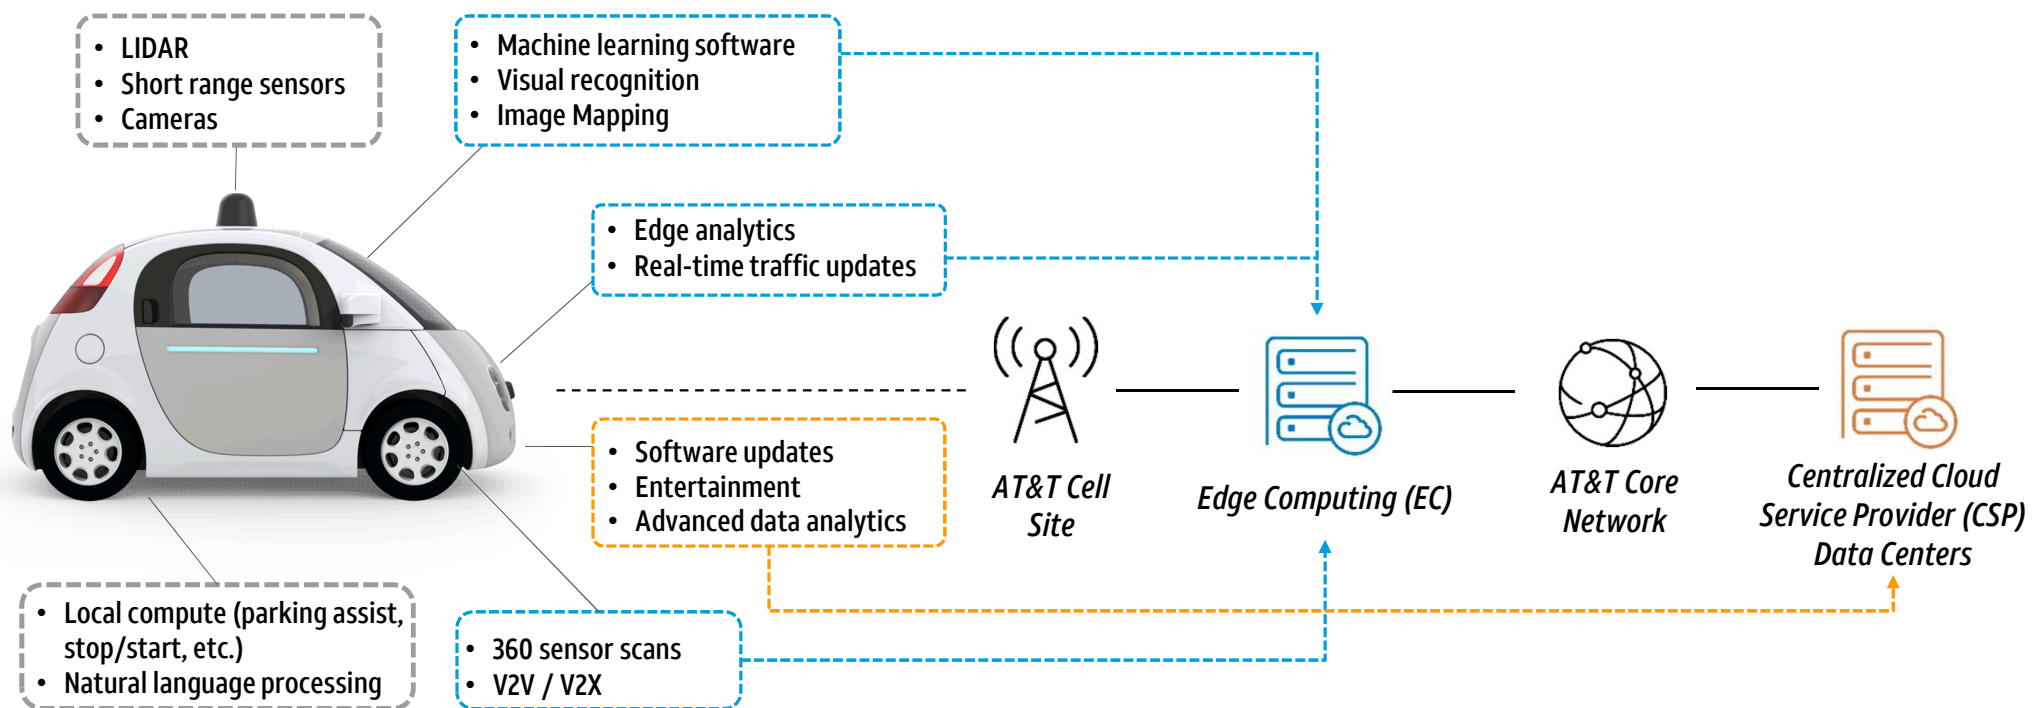 • LIDAR
• Short range sensors
• Cameras
• Machine learning software
• Visual recognition
• Image Mapping
• Edge analytics
• Real-time traffic updates
• Software updates
• Entertainment
• Advanced data analytics
AT&T Cell
Site
Edge Computing (EC)
AT&T Core
Network
Centralized Cloud
Service Provider (CSP)
Data Centers
• Local compute (parking assist,
stop/start, etc.)
• Natural language processing
• 360 sensor scans
• V2V / V2X